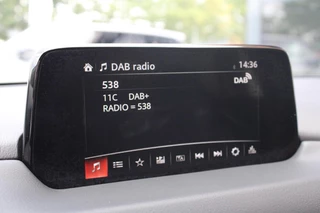 DAB radio 14:36
538 DAB
11C DAB+
RADIO = 538